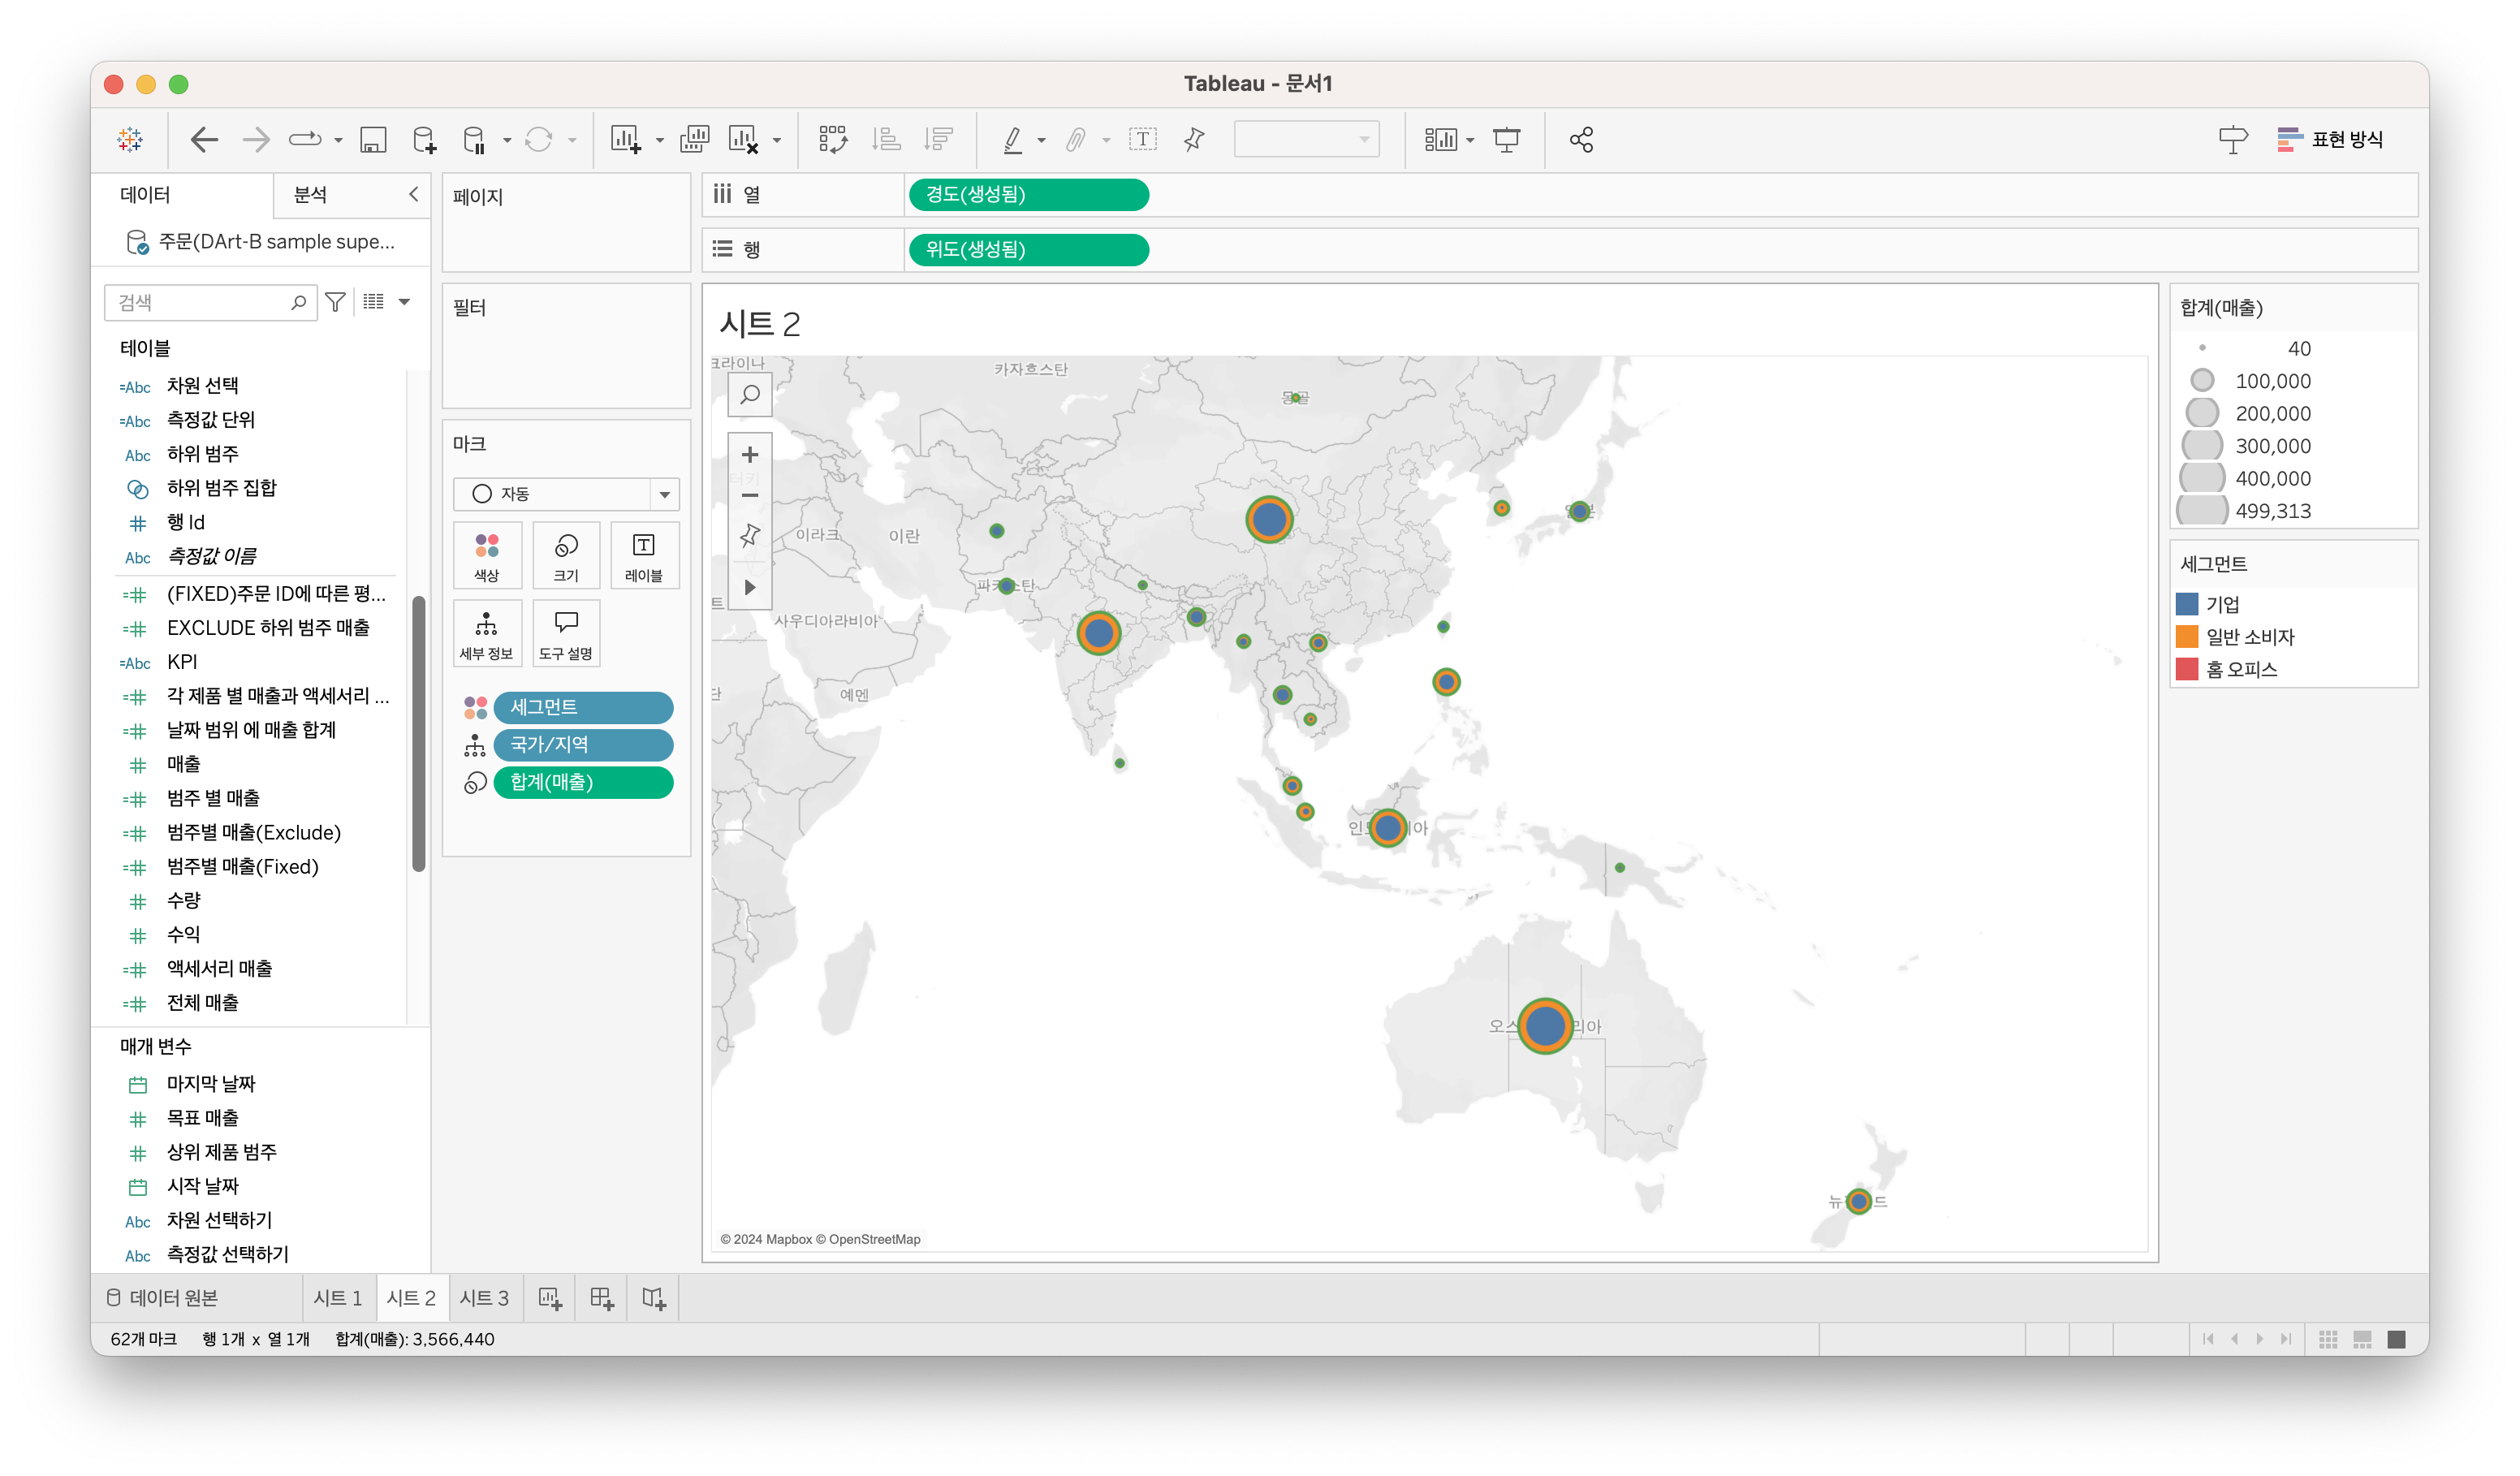 Tableau - 문서1
표현 방식
데이터
분석
주문(DArt-B sample supe...
검색
테이블
=Abc 차원 선택
=Abc 측정값 단위
Abc 하위 범주
하위 범주 집합
행 Id
Abc 측정값 이름
(FIXED)주문 ID에 따른 평...
EXCLUDE 하위 범주 매출
=Abc KPI
각 제품 별 매출과 액세서리 ...
날짜 범위 에 매출 합계
매출
범주 별 매출
범주별 매출(Exclude)
범주별 매출(Fixed)
수량
수익
액세서리 매출
전체 매출
매개 변수
마지막 날짜
목표 매출
상위 제품 범주
시작 날짜
Abc 차원 선택하기
Abc 측정값 선택하기
페이지
필터
마크
자동
색상
크기
레이블
세부 정보
도구 설명
세그먼트
국가/지역
합계(매출)
열
경도(생성됨)
행
위도(생성됨)
시트 2
크라이나
카자흐스탄
몽골
터키
이라크
이란
파키스탄
사우디아라비아
예멘
일본
© 2024 Mapbox © OpenStreetMap
합계(매출)
40
100,000
200,000
300,000
400,000
499,313
세그먼트
기업
일반 소비자
홈 오피스
데이터 원본
시트 1
시트 2
시트 3
62개 마크
행 1개 x 열 1개
합계(매출): 3,566,440